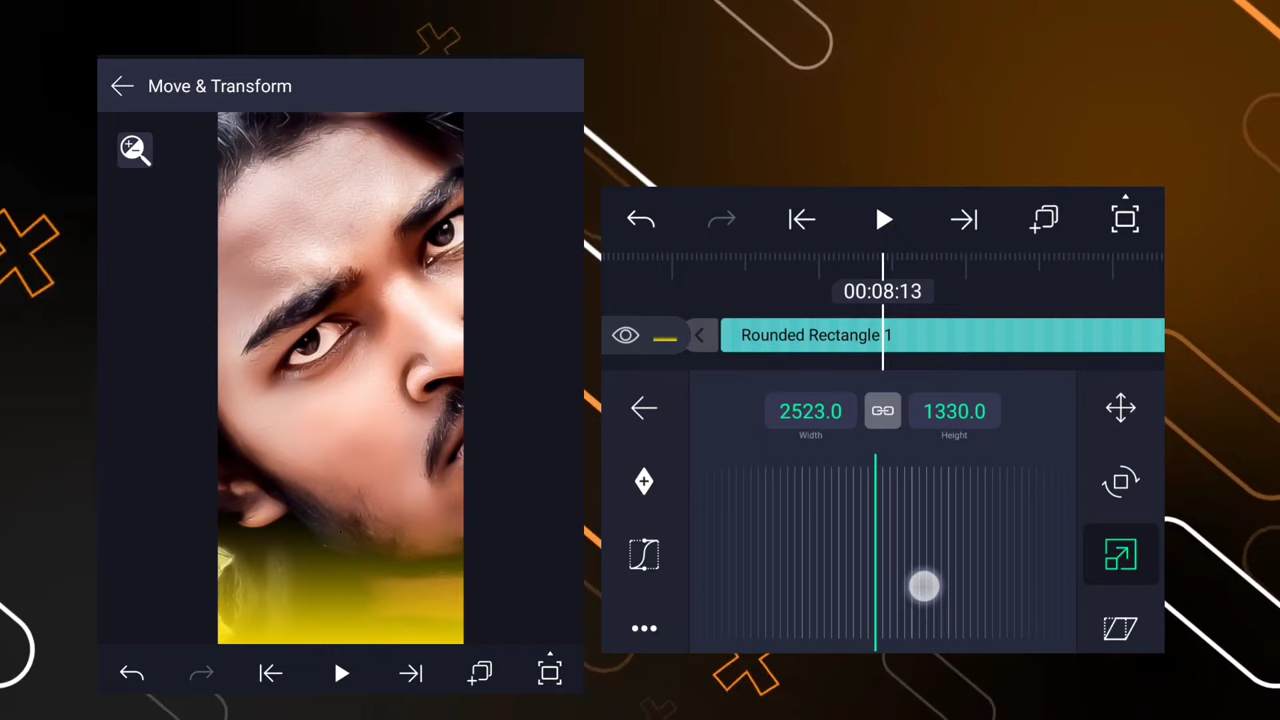 Move & Transform
00:08:13
Rounded Rectangle 1
2523.0
1330.0
Width
Height